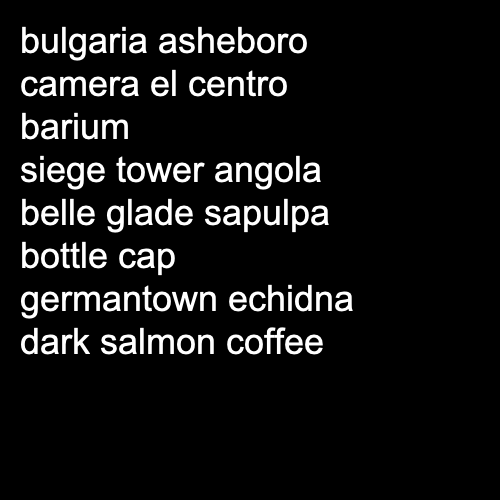 bulgaria asheboro
camera el centro
barium
siege tower angola
belle glade sapulpa
bottle cap
germantown echidna
dark salmon coffee